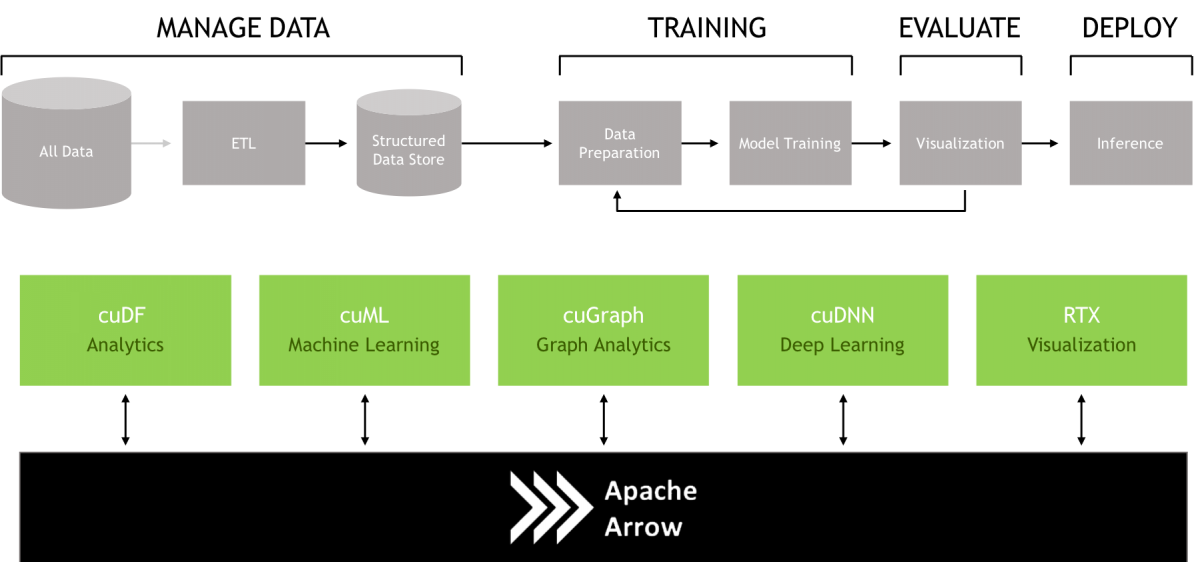 MANAGE DATA
TRAINING
EVALUATE
DEPLOY
All Data
ETL
Structured
Data Store
Data
Preparation
Model Training
Visualization
Inference
cuDF
Analytics
cuML
Machine Learning
cuGraph
Graph Analytics
cuDNN
Deep Learning
RTX
Visualization
Apache
Arrow